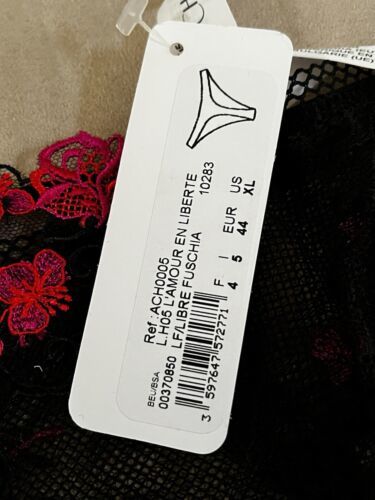 Ref :ACH0005
L.H05 L'AMOUR EN LIBERTE
LF/LIBRE FUSCHIA 10283
BEU/BSA
00370850
F I EUR US
4 5 44 XL
3 597647 572771